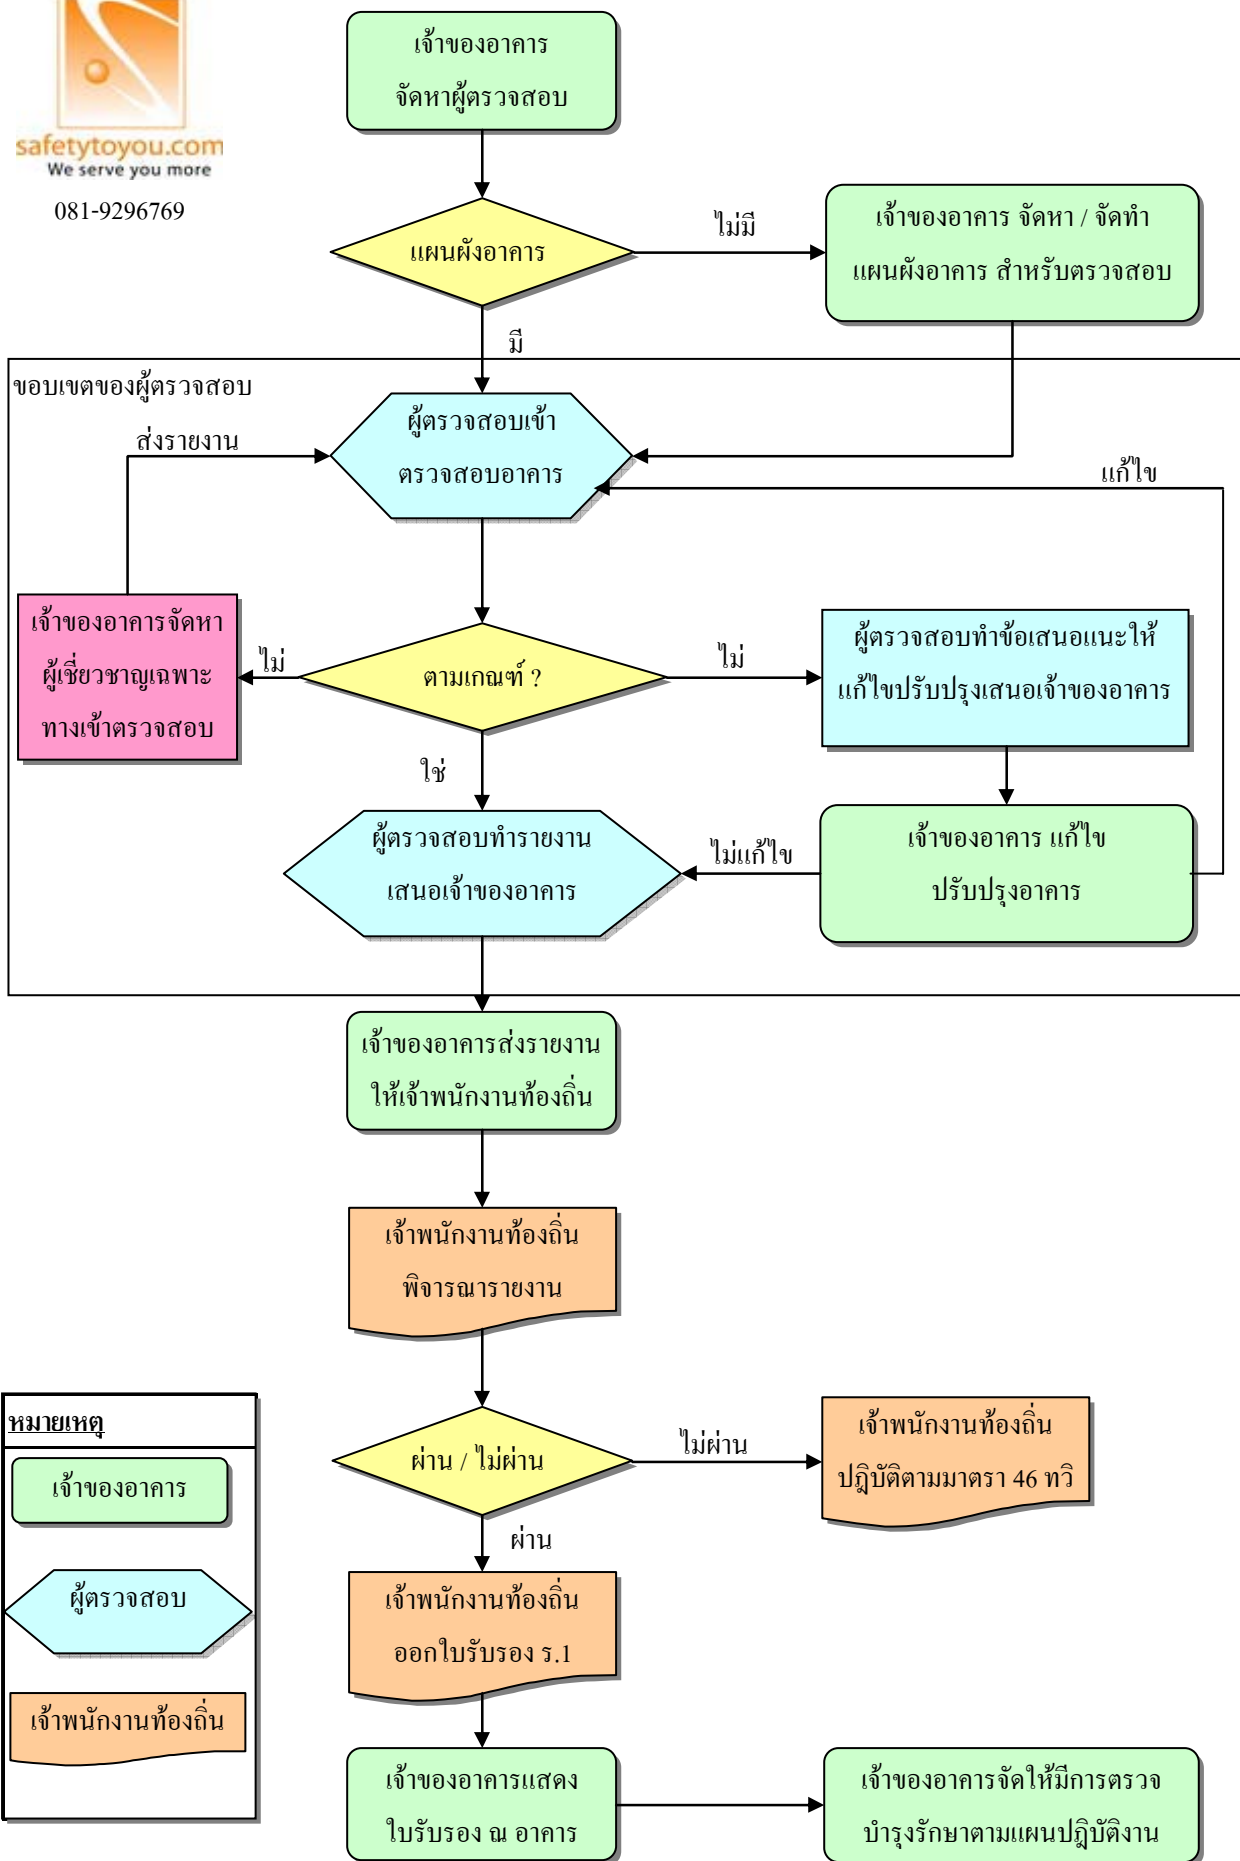 เจ้าของอาคาร
จัดหาผู้ตรวจสอบ
safetytoyou.com
We serve you more
081-9296769
แผนผังอาคาร
ไม่มี
เจ้าของอาคาร จัดหา / จัดทำ
แผนผังอาคาร สำหรับตรวจสอบ
มี
ขอบเขตของผู้ตรวจสอบ
ส่งรายงาน
ผู้ตรวจสอบเข้า
ตรวจสอบอาคาร
แก้ไข
เจ้าของอาคารจัดหา
ผู้เชี่ยวชาญเฉพาะ
ทางเข้าตรวจสอบ
ไม่
ตามเกณฑ์ ?
ไม่
ผู้ตรวจสอบทำข้อเสนอแนะให้
แก้ไขปรับปรุงเสนอเจ้าของอาคาร
ใช่
ผู้ตรวจสอบทำรายงาน
เสนอเจ้าของอาคาร
ไม่แก้ไข
เจ้าของอาคาร แก้ไข
ปรับปรุงอาคาร
เจ้าของอาคารส่งรายงาน
ให้เจ้าพนักงานท้องถิ่น
เจ้าพนักงานท้องถิ่น
พิจารณารายงาน
ผ่าน / ไม่ผ่าน
ไม่ผ่าน
เจ้าพนักงานท้องถิ่น
ปฎิบัติตามมาตรา 46 ทวิ
ผ่าน
เจ้าพนักงานท้องถิ่น
ออกใบรับรอง ร.1
เจ้าของอาคารแสดง
ใบรับรอง ณ อาคาร
เจ้าของอาคารจัดให้มีการตรวจ
บำรุงรักษาตามแผนปฎิบัติงาน
หมายเหตุ
เจ้าของอาคาร
ผู้ตรวจสอบ
เจ้าพนักงานท้องถิ่น